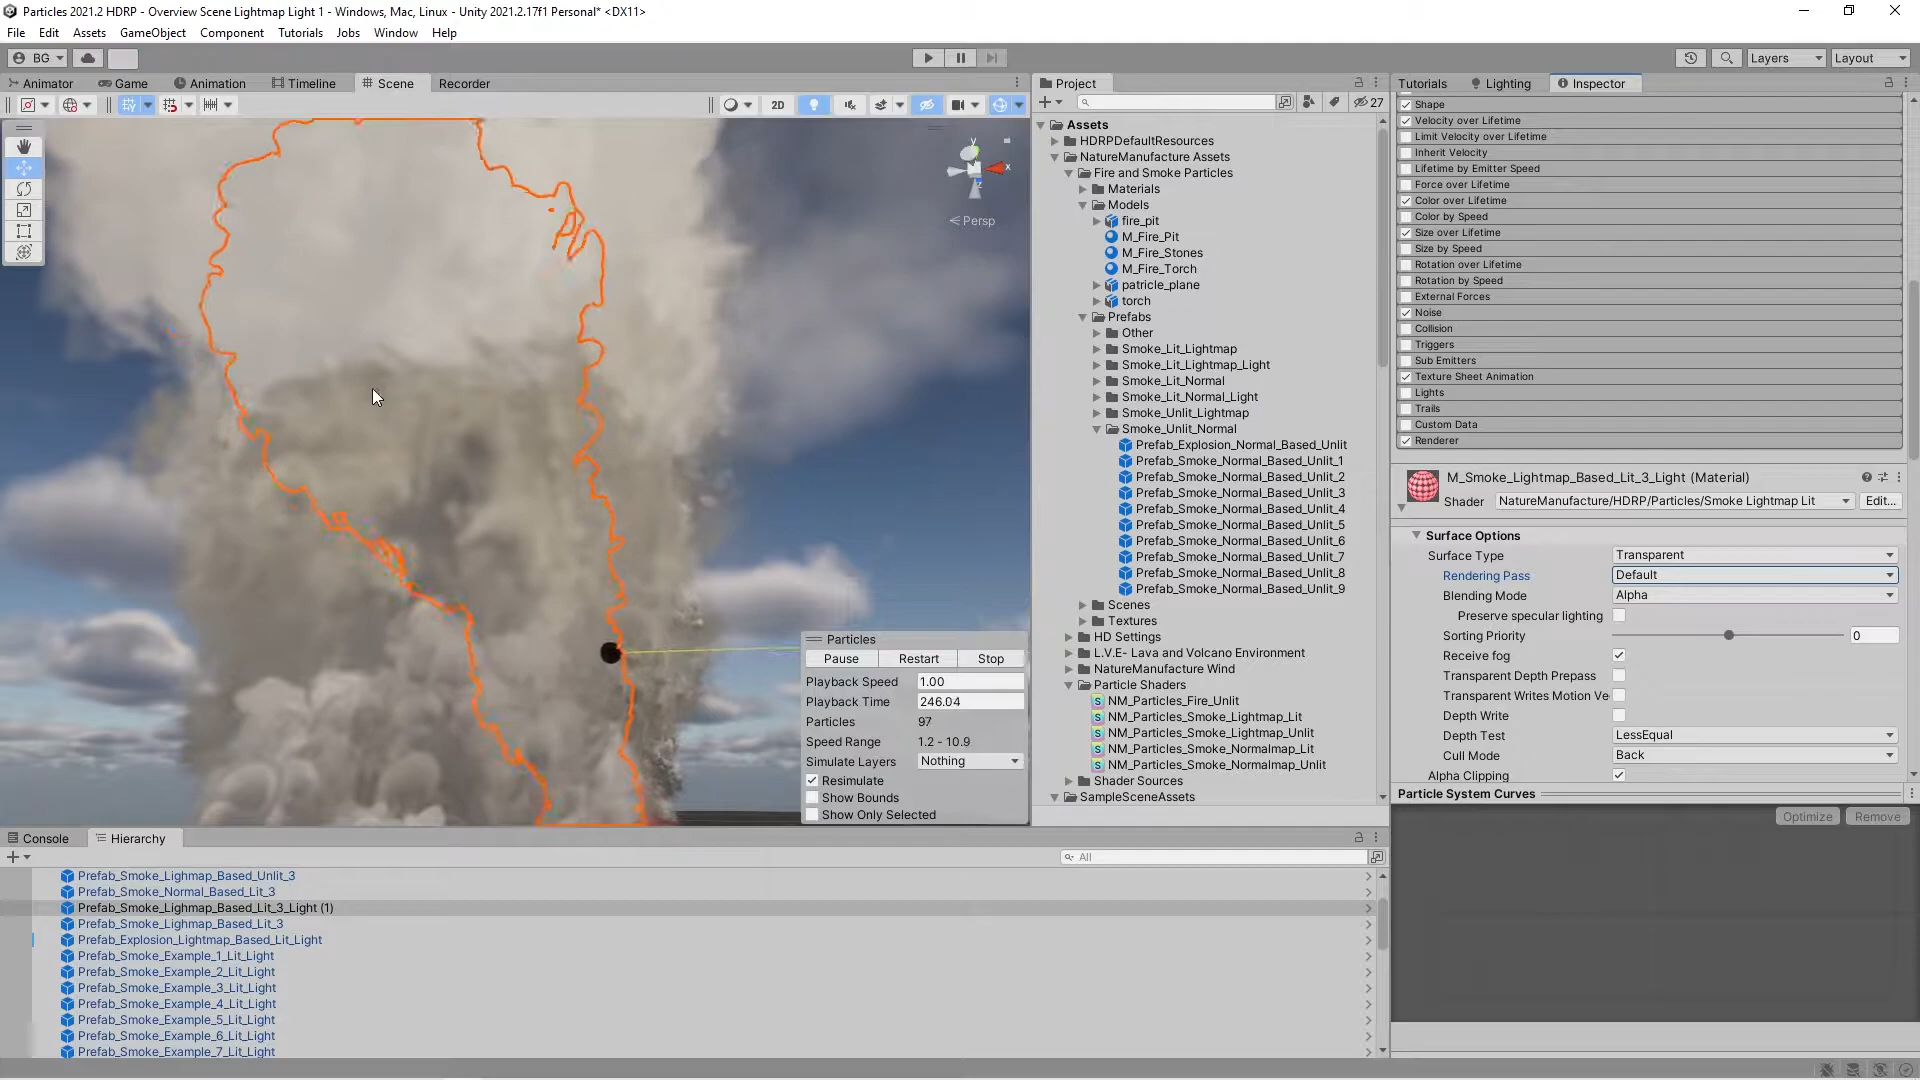 Particles 2021.2 HDRP - Overview Scene Lightmap Light 1 - Windows, Mac, Linux - Unity 2021.2.17f1 Personal* <DX11>
File Edit Assets GameObject Component Tutorials Jobs Window Help
BG Layers Layout
Animator Game Animation Timeline Scene Recorder
2D
y
x
z
Persp
Particles
Pause Restart Stop
Playback Speed 1.00
Playback Time 246.04
Particles 97
Speed Range 1.2 - 10.9
Simulate Layers Nothing
Resimulate
Show Bounds
Show Only Selected
Project
27
Assets
HDRPDefaultResources
NatureManufacture Assets
Fire and Smoke Particles
Materials
Models
fire_pit
M_Fire_Pit
M_Fire_Stones
M_Fire_Torch
patricle_plane
torch
Prefabs
Other
Smoke_Lit_Lightmap
Smoke_Lit_Lightmap_Light
Smoke_Lit_Normal
Smoke_Lit_Normal_Light
Smoke_Unlit_Lightmap
Smoke_Unlit_Normal
Prefab_Explosion_Normal_Based_Unlit
Prefab_Smoke_Normal_Based_Unlit_1
Prefab_Smoke_Normal_Based_Unlit_2
Prefab_Smoke_Normal_Based_Unlit_3
Prefab_Smoke_Normal_Based_Unlit_4
Prefab_Smoke_Normal_Based_Unlit_5
Prefab_Smoke_Normal_Based_Unlit_6
Prefab_Smoke_Normal_Based_Unlit_7
Prefab_Smoke_Normal_Based_Unlit_8
Prefab_Smoke_Normal_Based_Unlit_9
Scenes
Textures
HD Settings
L.V.E- Lava and Volcano Environment
NatureManufacture Wind
Particle Shaders
NM_Particles_Fire_Unlit
NM_Particles_Smoke_Lightmap_Lit
NM_Particles_Smoke_Lightmap_Unlit
NM_Particles_Smoke_Normalmap_Lit
NM_Particles_Smoke_Normalmap_Unlit
Shader Sources
SampleSceneAssets
Tutorials Lighting Inspector
Shape
Velocity over Lifetime
Limit Velocity over Lifetime
Inherit Velocity
Lifetime by Emitter Speed
Force over Lifetime
Color over Lifetime
Color by Speed
Size over Lifetime
Size by Speed
Rotation over Lifetime
Rotation by Speed
External Forces
Noise
Collision
Triggers
Sub Emitters
Texture Sheet Animation
Lights
Trails
Custom Data
Renderer
M_Smoke_Lightmap_Based_Lit_3_Light (Material)
Shader NatureManufacture/HDRP/Particles/Smoke Lightmap Lit Edit...
Surface Options
Surface Type Transparent
Rendering Pass Default
Blending Mode Alpha
Preserve specular lighting
Sorting Priority 0
Receive fog
Transparent Depth Prepass
Transparent Writes Motion Ve
Depth Write
Depth Test LessEqual
Cull Mode Back
Alpha Clipping
Particle System Curves
Optimize Remove
Console Hierarchy
All
Prefab_Smoke_Lighmap_Based_Unlit_3
Prefab_Smoke_Normal_Based_Lit_3
Prefab_Smoke_Lighmap_Based_Lit_3_Light (1)
Prefab_Smoke_Lighmap_Based_Lit_3
Prefab_Explosion_Lightmap_Based_Lit_Light
Prefab_Smoke_Example_1_Lit_Light
Prefab_Smoke_Example_2_Lit_Light
Prefab_Smoke_Example_3_Lit_Light
Prefab_Smoke_Example_4_Lit_Light
Prefab_Smoke_Example_5_Lit_Light
Prefab_Smoke_Example_6_Lit_Light
Prefab_Smoke_Example_7_Lit_Light